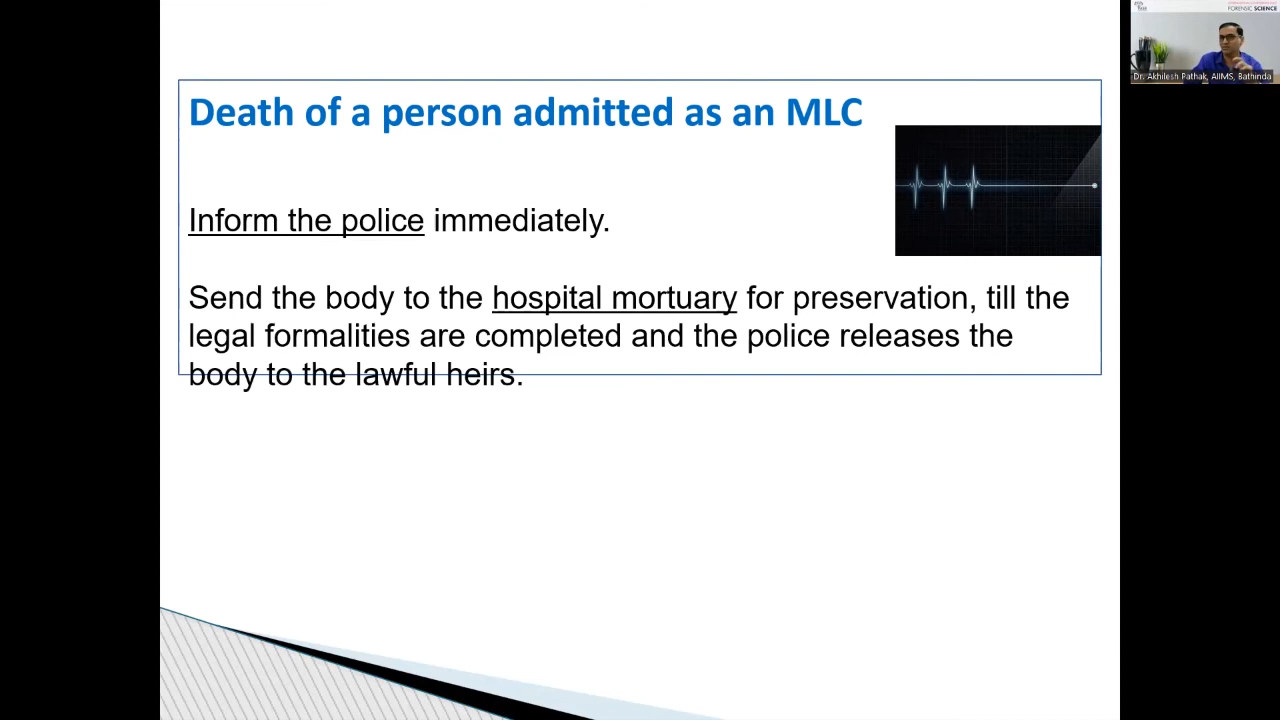 Death of a person admitted as an MLC
Inform the police immediately.
Send the body to the hospital mortuary for preservation, till the
legal formalities are completed and the police releases the
body to the lawful heirs.
FORENSIC SCIENCE
Dr. Akhilesh Pathak, AIIMS, Bathinda